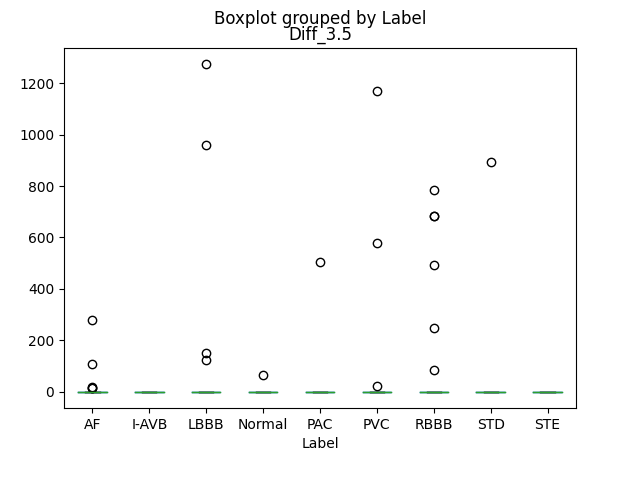 Boxplot grouped by Label
Diff_3.5
1200
1000
800
600
400
200
0
AF I-AVB LBBB Normal PAC PVC RBBB STD STE
Label